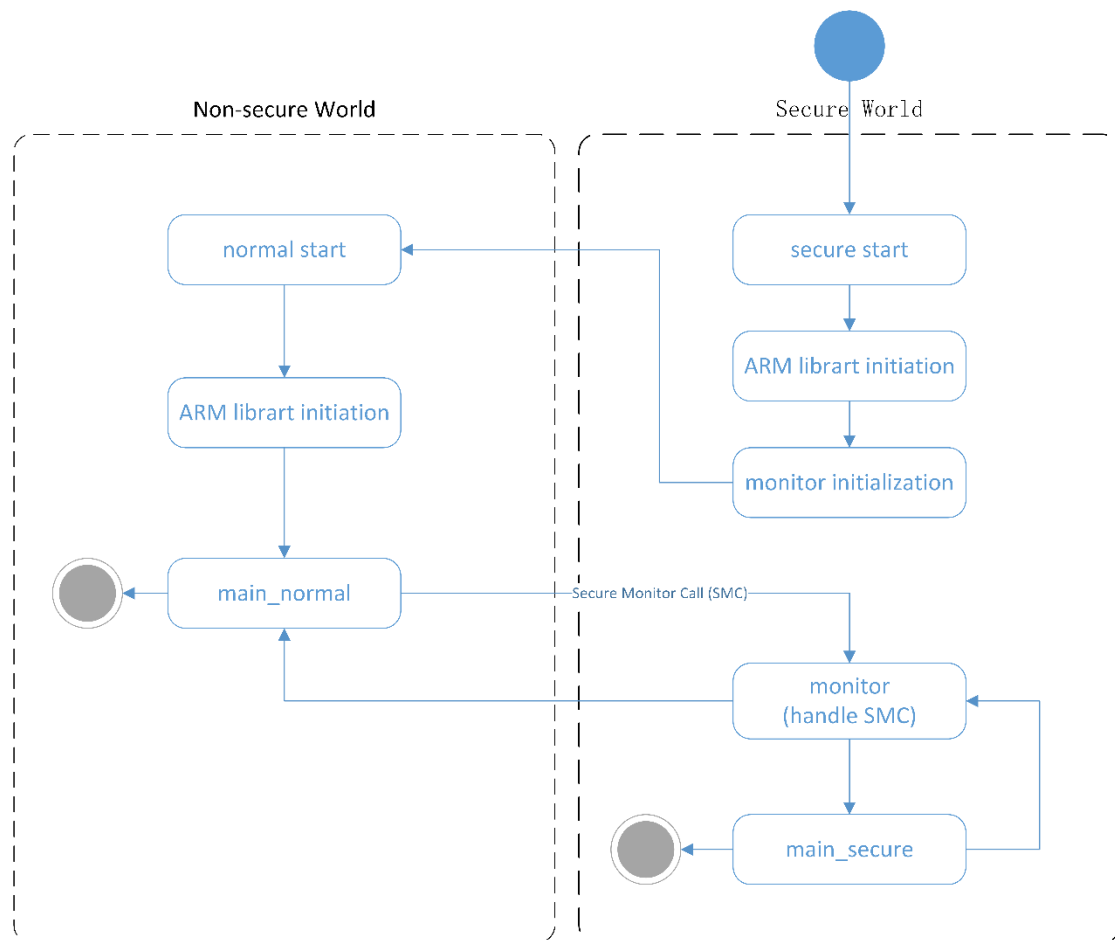 Non-secure World
Secure World
normal start
secure start
ARM librart initiation
ARM librart initiation
monitor initialization
main_normal
Secure Monitor Call (SMC)
monitor
(handle SMC)
main_secure